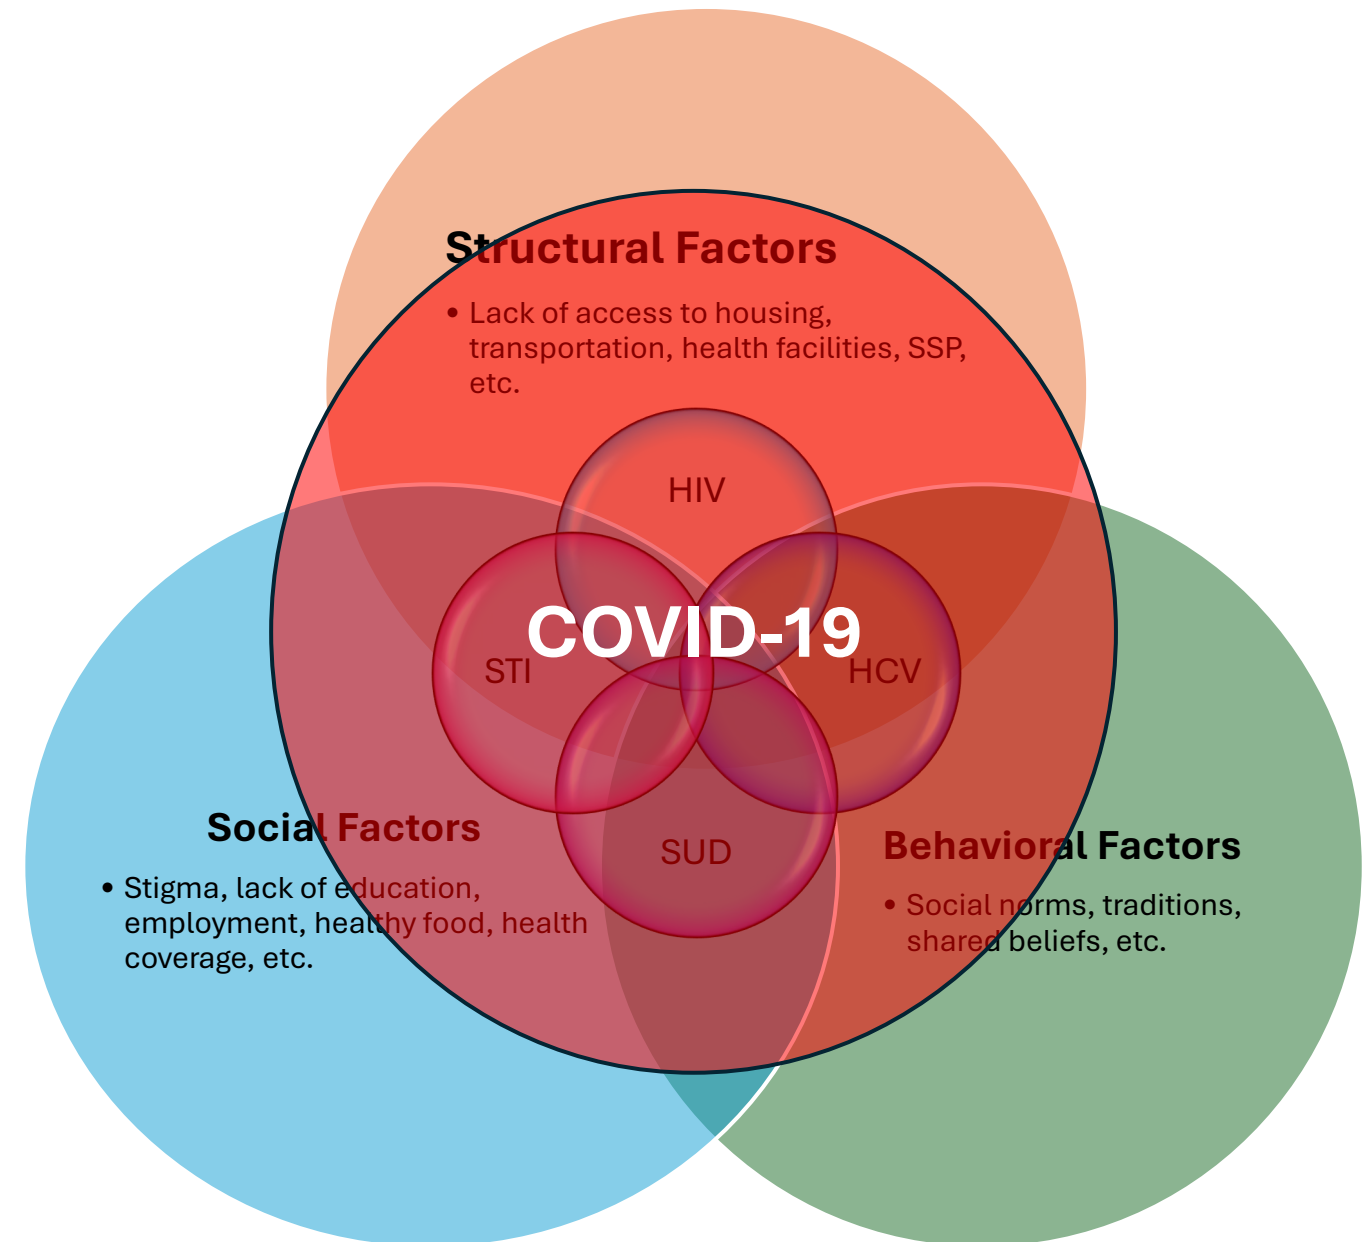 Structural Factors
• Lack of access to housing,
transportation, health facilities, SSP,
etc.
HIV
COVID-19
STI
HCV
SUD
Social Factors
• Stigma, lack of education,
employment, healthy food, health
coverage, etc.
Behavioral Factors
• Social norms, traditions,
shared beliefs, etc.